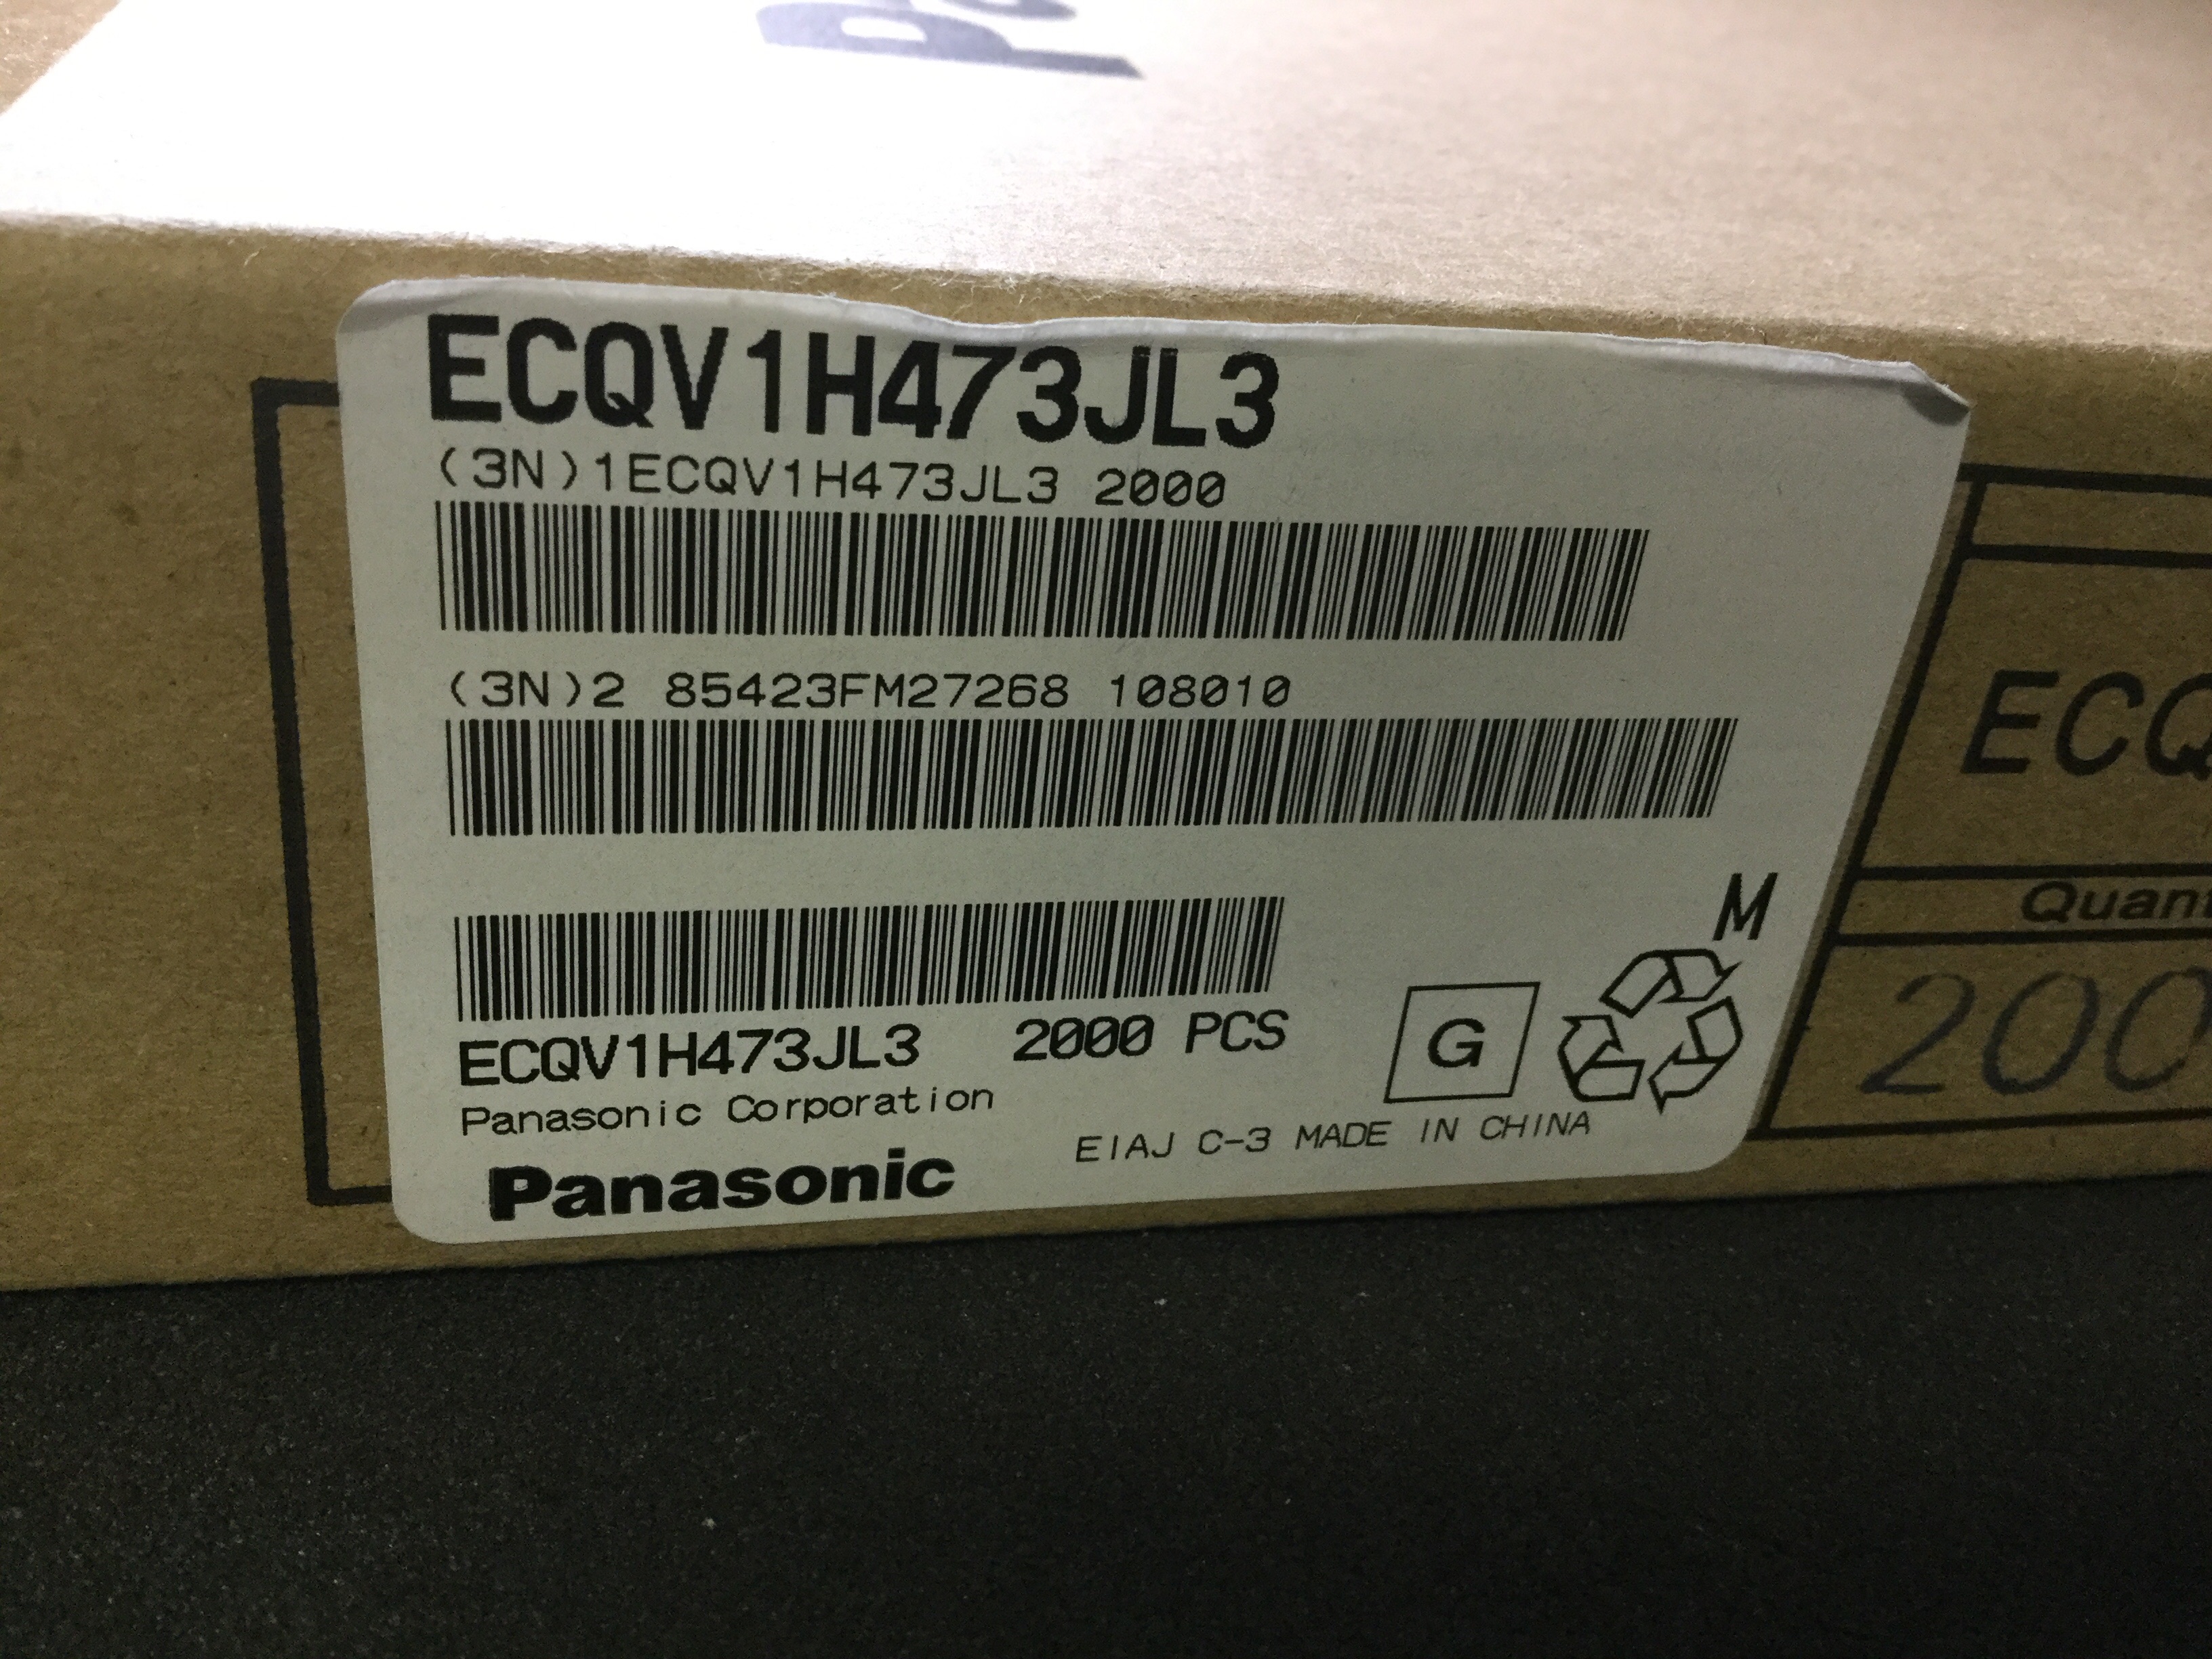 ECQV1H473JL3
(3N)1ECQV1H473JL3 2000
(3N)2 85423FM27268 108010
ECQV1H473JL3 2000 PCS
Panasonic Corporation
Panasonic
EIAJ C-3 MADE IN CHINA
G
M
ECQ
Quant
200